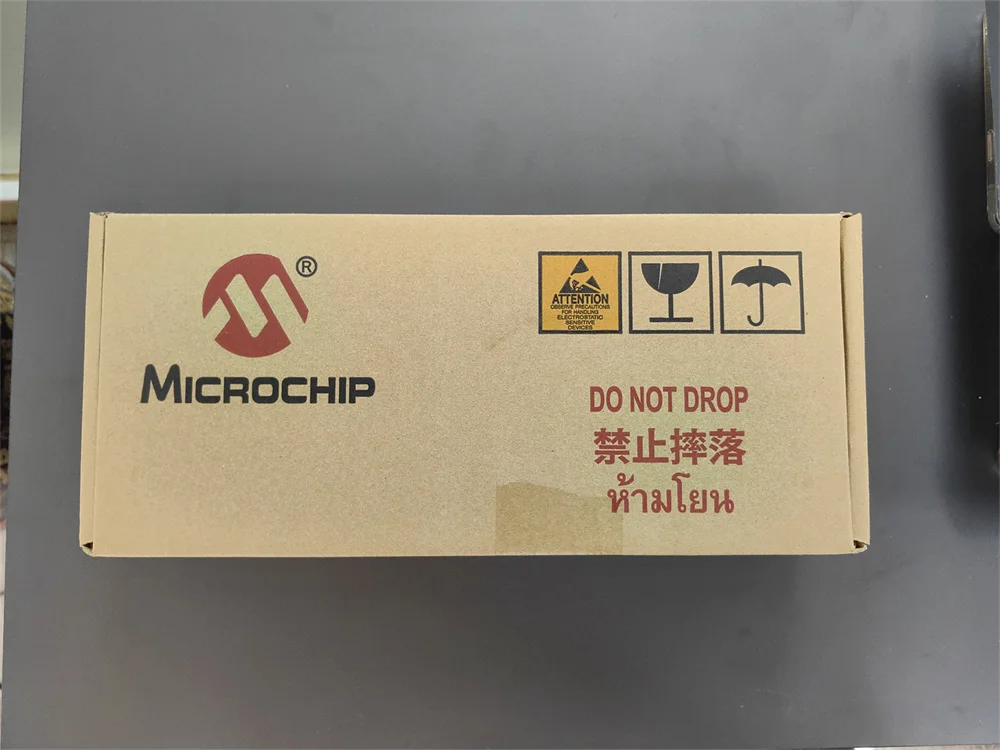 ®
MICROCHIP
ATTENTION
OBSERVE PRECAUTIONS
FOR HANDLING
ELECTROSTATIC
SENSITIVE
DEVICES
DO NOT DROP
禁止摔落
ห้ามโยน